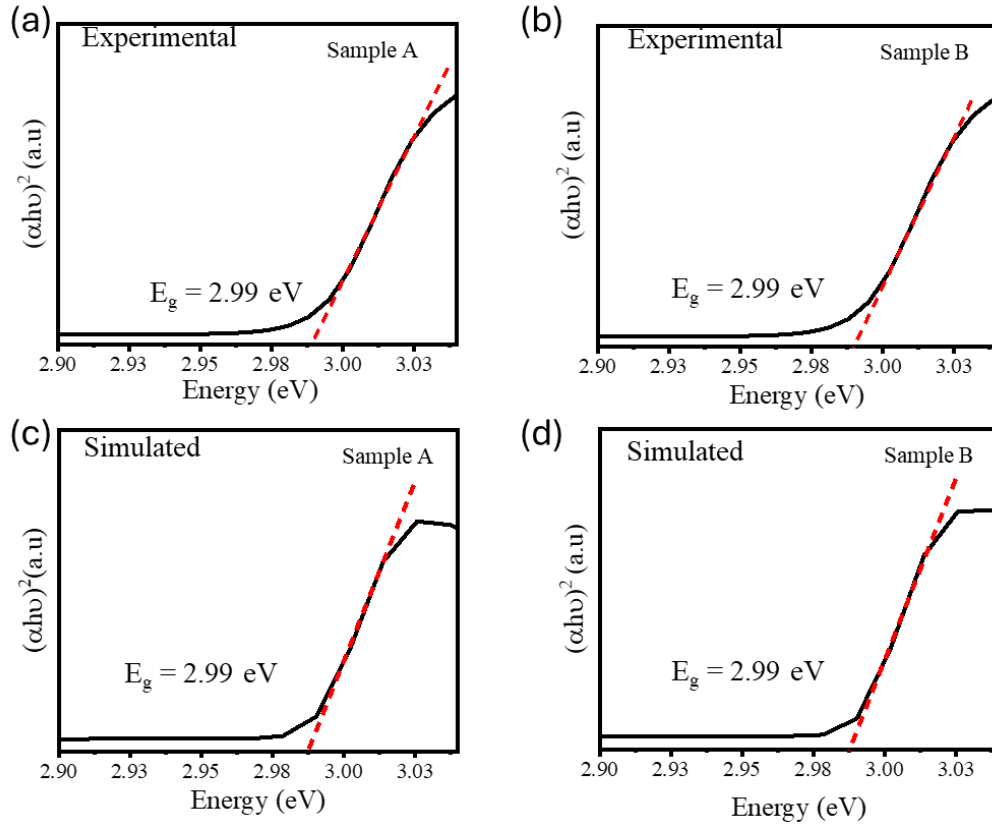 (a)
Experimental
Sample A
(αhυ)² (a.u)
E_g = 2.99 eV
2.90 2.93 2.95 2.98 3.00 3.03
Energy (eV)
(b)
Experimental
Sample B
(αhυ)² (a.u)
E_g = 2.99 eV
2.90 2.93 2.95 2.98 3.00 3.03
Energy (eV)
(c)
Simulated
Sample A
(αhυ)²(a.u)
E_g = 2.99 eV
2.90 2.93 2.95 2.98 3.00 3.03
Energy (eV)
(d)
Simulated
Sample B
(αhυ)² (a.u)
E_g = 2.99 eV
2.90 2.93 2.95 2.98 3.00 3.03
Energy (eV)